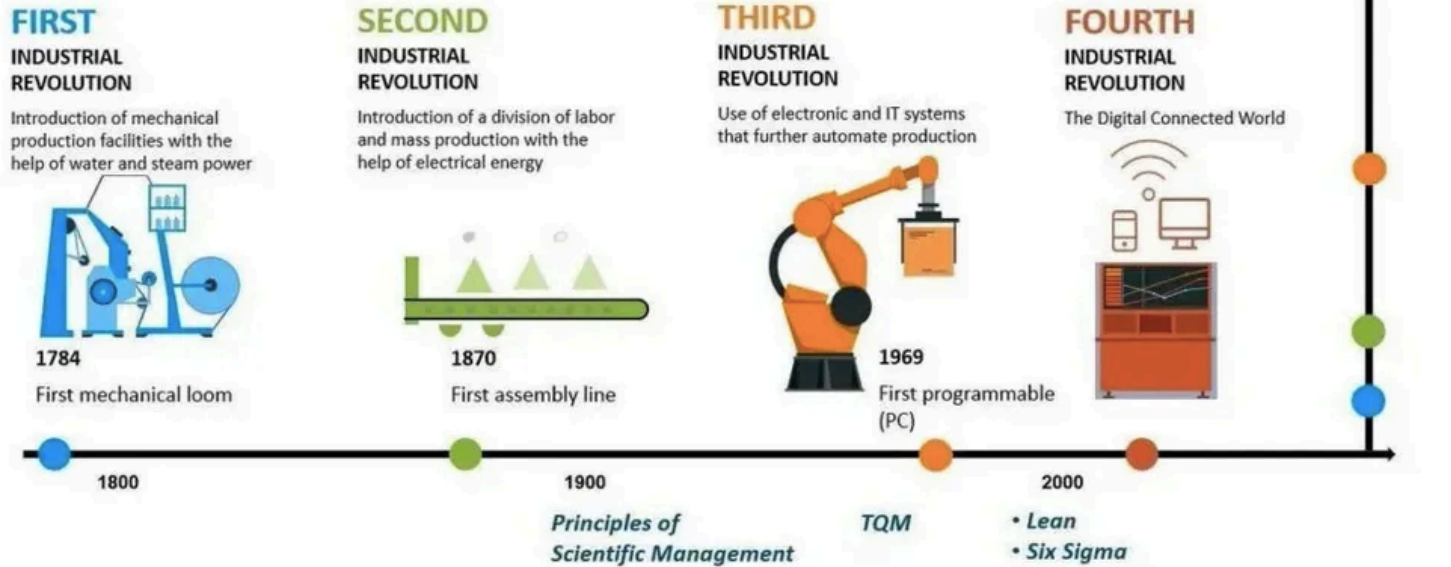 FIRST
INDUSTRIAL
REVOLUTION
Introduction of mechanical
production facilities with the
help of water and steam power
1784
First mechanical loom
SECOND
INDUSTRIAL
REVOLUTION
Introduction of a division of labor
and mass production with the
help of electrical energy
1870
First assembly line
THIRD
INDUSTRIAL
REVOLUTION
Use of electronic and IT systems
that further automate production
1969
First programmable
(PC)
FOURTH
INDUSTRIAL
REVOLUTION
The Digital Connected World
1800
1900
2000
Principles of
Scientific Management
TQM
• Lean
• Six Sigma